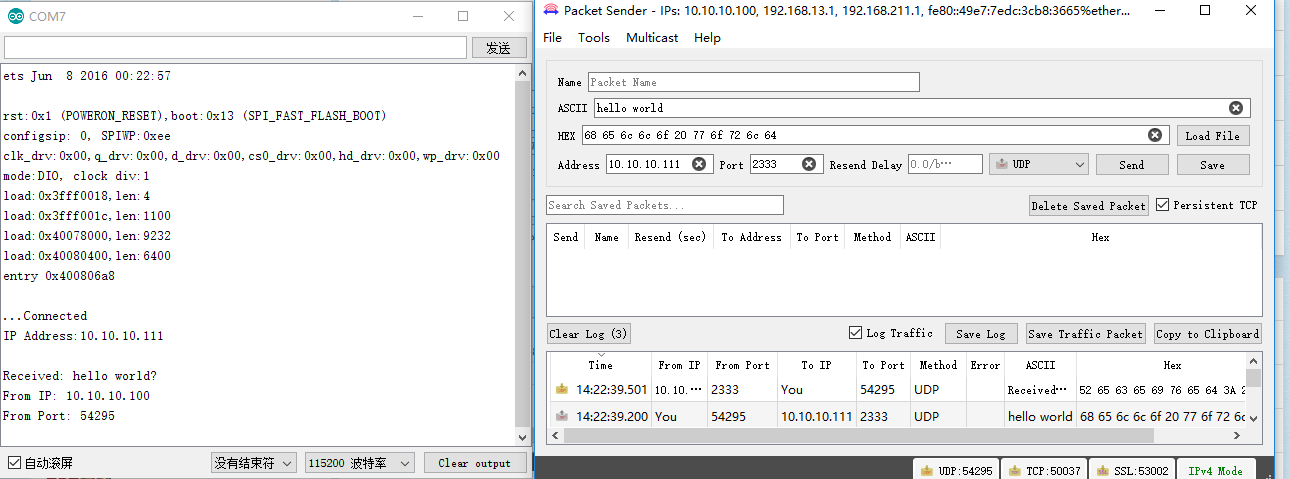 COM7
发送
ets Jun  8 2016 00:22:57
rst:0x1 (POWERON_RESET),boot:0x13 (SPI_FAST_FLASH_BOOT)
configsip: 0, SPIWP:0xee
clk_drv:0x00,q_drv:0x00,d_drv:0x00,cs0_drv:0x00,hd_drv:0x00,wp_drv:0x00
mode:DIO, clock div:1
load:0x3fff0018,len:4
load:0x3fff001c,len:1100
load:0x40078000,len:9232
load:0x40080400,len:6400
entry 0x400806a8
...Connected
IP Address:10.10.10.111
Received: hello world?
From IP: 10.10.10.100
From Port: 54295
自动滚屏 没有结束符 115200 波特率 Clear output
Packet Sender - IPs: 10.10.10.100, 192.168.13.1, 192.168.211.1, fe80::49e7:7edc:3cb8:3665%ether...
File Tools Multicast Help
Name Packet Name
ASCII hello world
HEX 68 65 6c 6c 6f 20 77 6f 72 6c 64 Load File
Address 10.10.10.111 Port 2333 Resend Delay 0.0/b… UDP Send Save
Search Saved Packets... Delete Saved Packet Persistent TCP
Send Name Resend (sec) To Address To Port Method ASCII Hex
Clear Log (3) Log Traffic Save Log Save Traffic Packet Copy to Clipboard
Time From IP From Port To IP To Port Method Error ASCII Hex
14:22:39.501 10.10.… 2333 You 54295 UDP Received… 52 65 63 65 69 76 65 64 3A 2
14:22:39.200 You 54295 10.10.10.111 2333 UDP hello world 68 65 6c 6c 6f 20 77 6f 72 6c
UDP:54295 TCP:50037 SSL:53002 IPv4 Mode